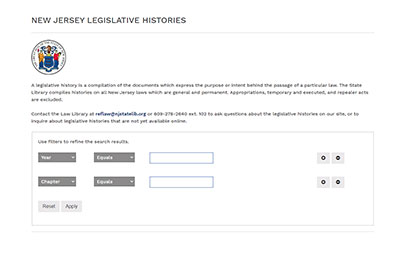 NEW JERSEY LEGISLATIVE HISTORIES
A legislative history is a compilation of the documents which express the purpose or intent behind the passage of a particular law. The State
Library compiles histories on all New Jersey laws which are general and permanent. Appropriations, temporary and executed, and repealer acts
are excluded.
Contact the Law Library at reflaw@njstatelib.org or 609-278-2640 ext. 102 to ask questions about the legislative histories on our site, or to
inquire about legislative histories that are not yet available online.
Use filters to refine the search results.
Year Equals
Chapter Equals
Reset Apply